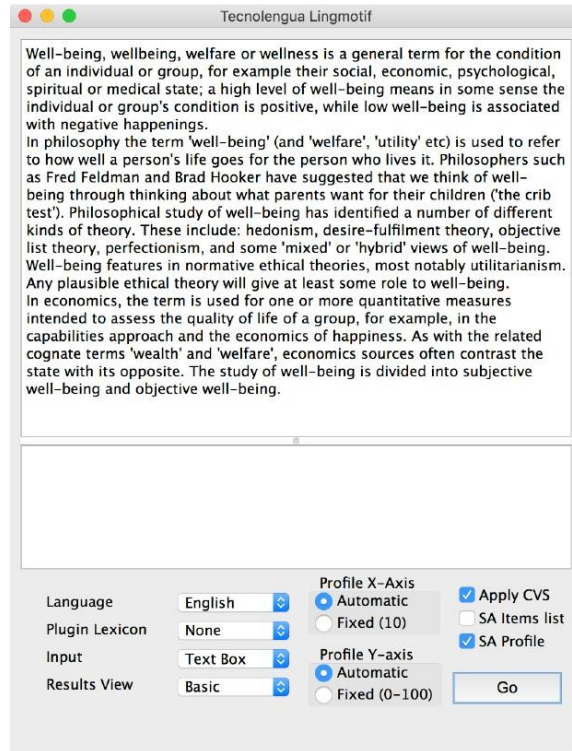 Tecnolengua Lingmotif
Well-being, wellbeing, welfare or wellness is a general term for the condition
of an individual or group, for example their social, economic, psychological,
spiritual or medical state; a high level of well-being means in some sense the
individual or group's condition is positive, while low well-being is associated
with negative happenings.
In philosophy the term 'well-being' (and 'welfare', 'utility' etc) is used to refer
to how well a person's life goes for the person who lives it. Philosophers such
as Fred Feldman and Brad Hooker have suggested that we think of well-
being through thinking about what parents want for their children ('the crib
test'). Philosophical study of well-being has identified a number of different
kinds of theory. These include: hedonism, desire-fulfilment theory, objective
list theory, perfectionism, and some 'mixed' or 'hybrid' views of well-being.
Well-being features in normative ethical theories, most notably utilitarianism.
Any plausible ethical theory will give at least some role to well-being.
In economics, the term is used for one or more quantitative measures
intended to assess the quality of life of a group, for example, in the
capabilities approach and the economics of happiness. As with the related
cognate terms 'wealth' and 'welfare', economics sources often contrast the
state with its opposite. The study of well-being is divided into subjective
well-being and objective well-being.
Language English
Plugin Lexicon None
Input Text Box
Results View Basic
Profile X-Axis
Automatic
Fixed (10)
Profile Y-axis
Automatic
Fixed (0-100)
Apply CVS
SA Items list
SA Profile
Go